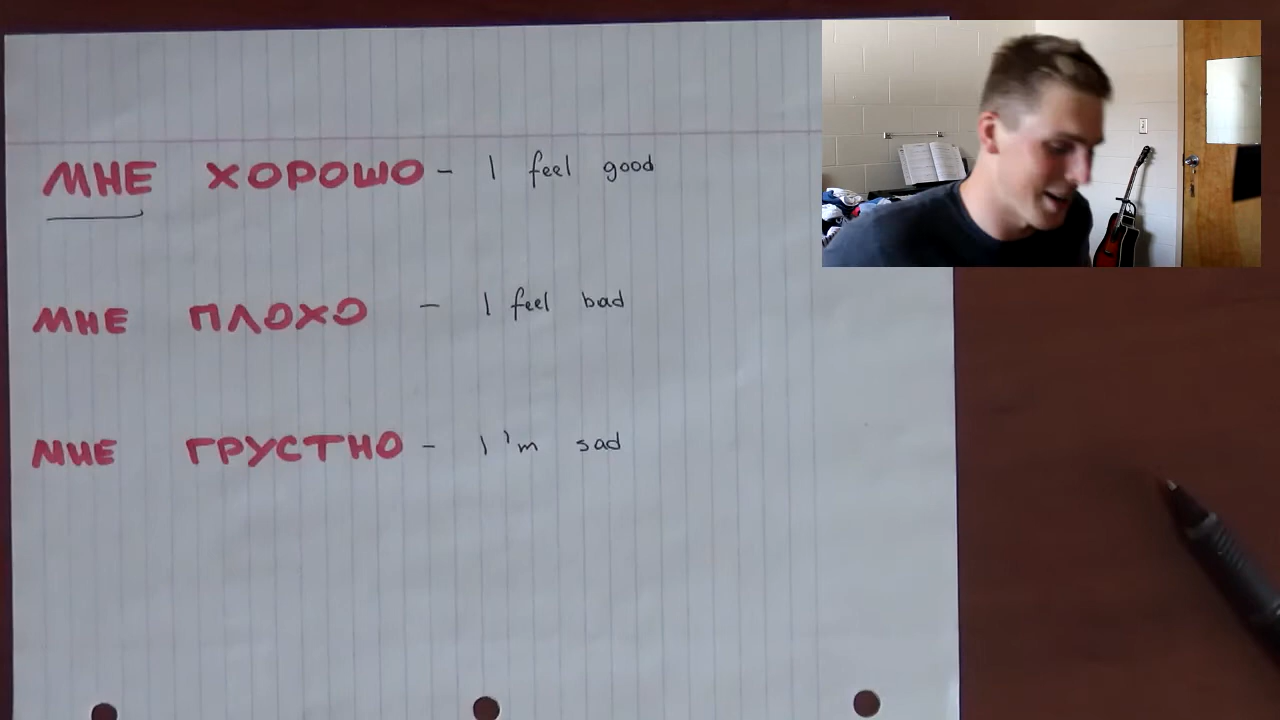 МНЕ ХОРОШО - I feel good
МНЕ ПЛОХО - I feel bad
МНЕ ГРУСТНО - I'm sad